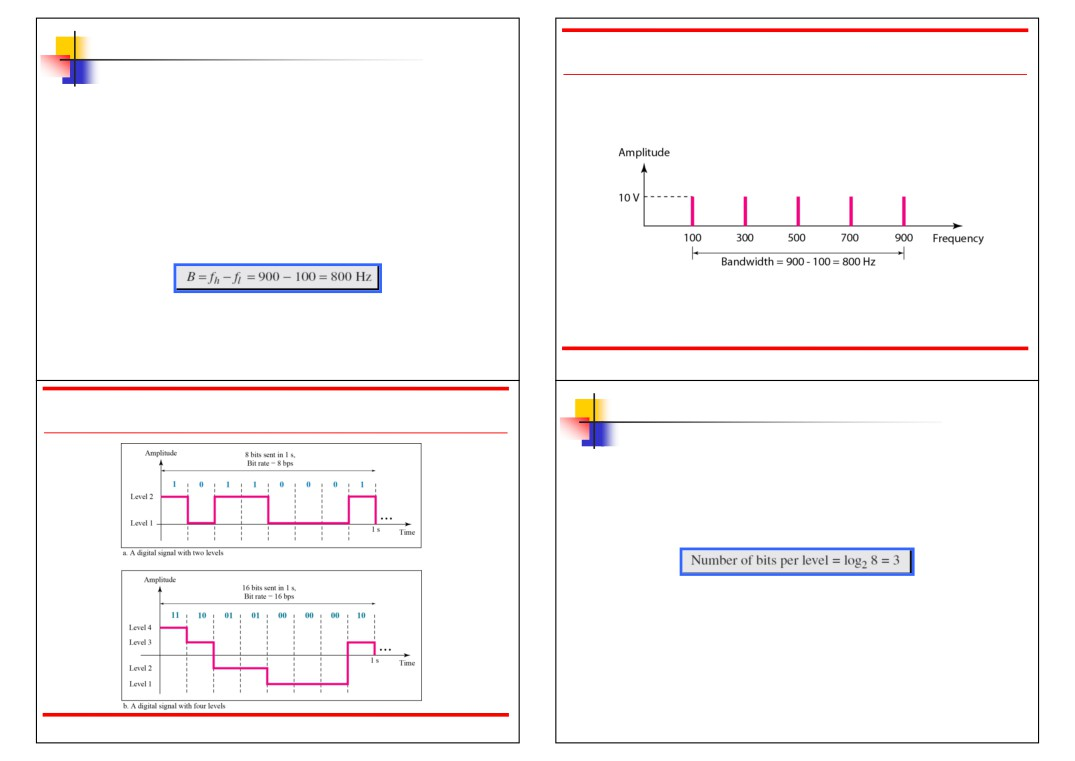 B = fh − fl = 900 − 100 = 800 Hz
Amplitude
10 V
100 300 500 700 900 Frequency
Bandwidth = 900 - 100 = 800 Hz
Amplitude
8 bits sent in 1 s,
Bit rate = 8 bps
1 0 1 1 0 0 0 1
Level 2
Level 1
...
1 s
Time
a. A digital signal with two levels
Amplitude
16 bits sent in 1 s,
Bit rate = 16 bps
11 10 01 01 00 00 00 10
Level 4
Level 3
...
1 s
Time
Level 2
Level 1
b. A digital signal with four levels
Number of bits per level = log2 8 = 3